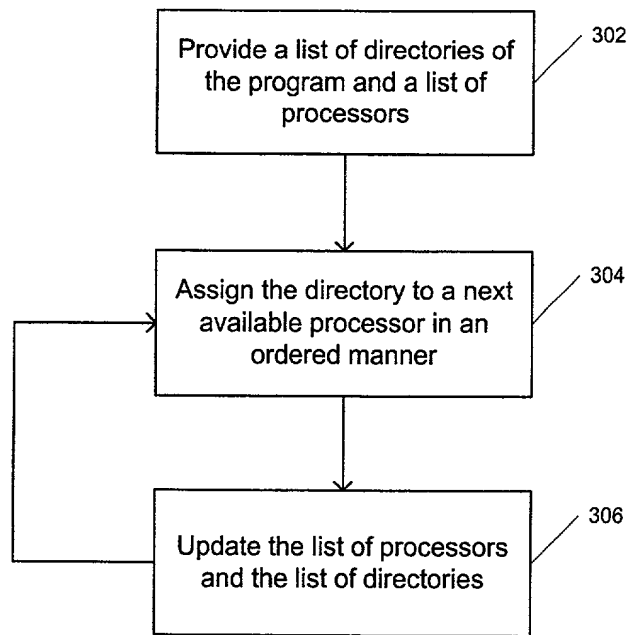 Provide a list of directories of
the program and a list of
processors
302
Assign the directory to a next
available processor in an
ordered manner
304
Update the list of processors
and the list of directories
306